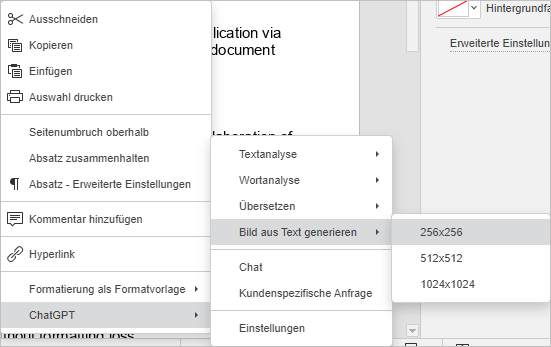 Ausschneiden
Kopieren
Einfügen
Auswahl drucken
Seitenumbruch oberhalb
Absatz zusammenhalten
Absatz - Erweiterte Einstellungen
Kommentar hinzufügen
Hyperlink
Formatierung als Formatvorlage
ChatGPT
Textanalyse
Wortanalyse
Übersetzen
Bild aus Text generieren
Chat
Kundenspezifische Anfrage
Einstellungen
256x256
512x512
1024x1024
lication via
document
Hintergrundfa
Erweiterte Einstellun